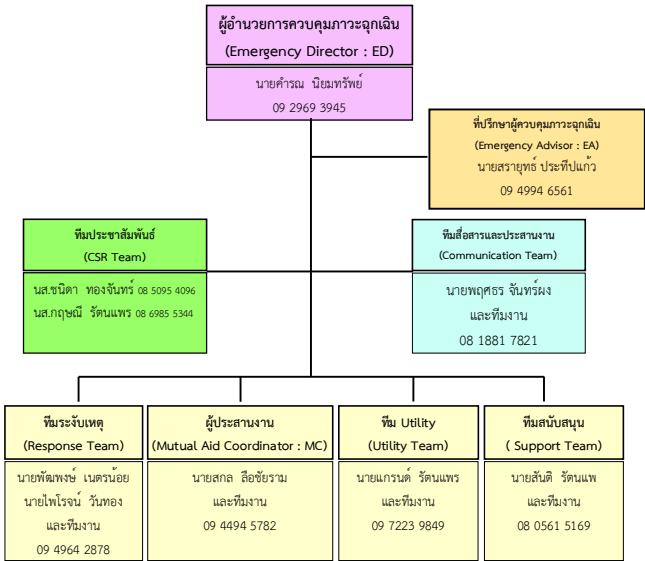 ผู้อำนวยการควบคุมภาวะฉุกเฉิน
(Emergency Director : ED)
นายคำรณ นิยมทรัพย์
09 2969 3945
ที่ปรึกษาผู้ควบคุมภาวะฉุกเฉิน
(Emergency Advisor : EA)
นายสรายุทธ์ ประทีปแก้ว
09 4994 6561
ทีมประชาสัมพันธ์
(CSR Team)
นส.ชนิดา ทองจันทร์ 08 5095 4096
นส.กฤษณี รัตนแพร 08 6985 5344
ทีมสื่อสารและประสานงาน
(Communication Team)
นายพฤศธร จันทร์ผง
และทีมงาน
08 1881 7821
ทีมระงับเหตุ
(Response Team)
นายพัฒพงษ์ เนตรน้อย
นายไพโรจน์ วันทอง
และทีมงาน
09 4964 2878
ผู้ประสานงาน
(Mutual Aid Coordinator : MC)
นายสกล ลือชัยราม
และทีมงาน
09 4494 5782
ทีม Utility
(Utility Team)
นายแกรนด์ รัตนแพร
และทีมงาน
09 7223 9849
ทีมสนับสนุน
( Support Team)
นายสันติ รัตนแพ
และทีมงาน
08 0561 5169